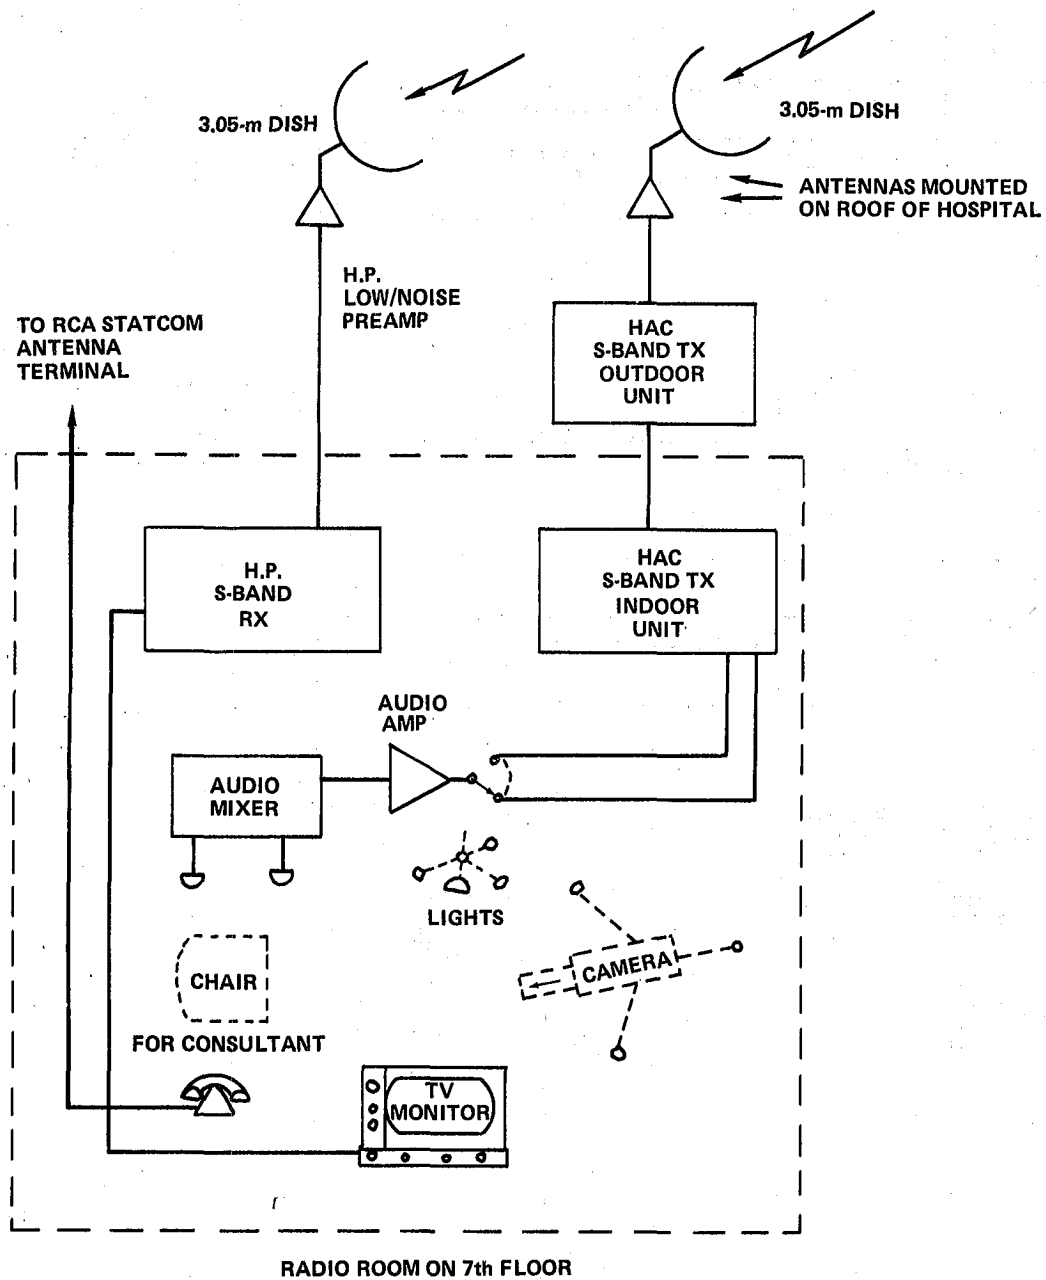 3.05-m DISH
3.05-m DISH
ANTENNAS MOUNTED
ON ROOF OF HOSPITAL
H.P.
LOW/NOISE
PREAMP
TO RCA STATCOM
ANTENNA
TERMINAL
HAC
S-BAND TX
OUTDOOR
UNIT
H.P.
S-BAND
RX
HAC
S-BAND TX
INDOOR
UNIT
AUDIO
AMP
AUDIO
MIXER
LIGHTS
CHAIR
CAMERA
FOR CONSULTANT
TV
MONITOR
RADIO ROOM ON 7th FLOOR